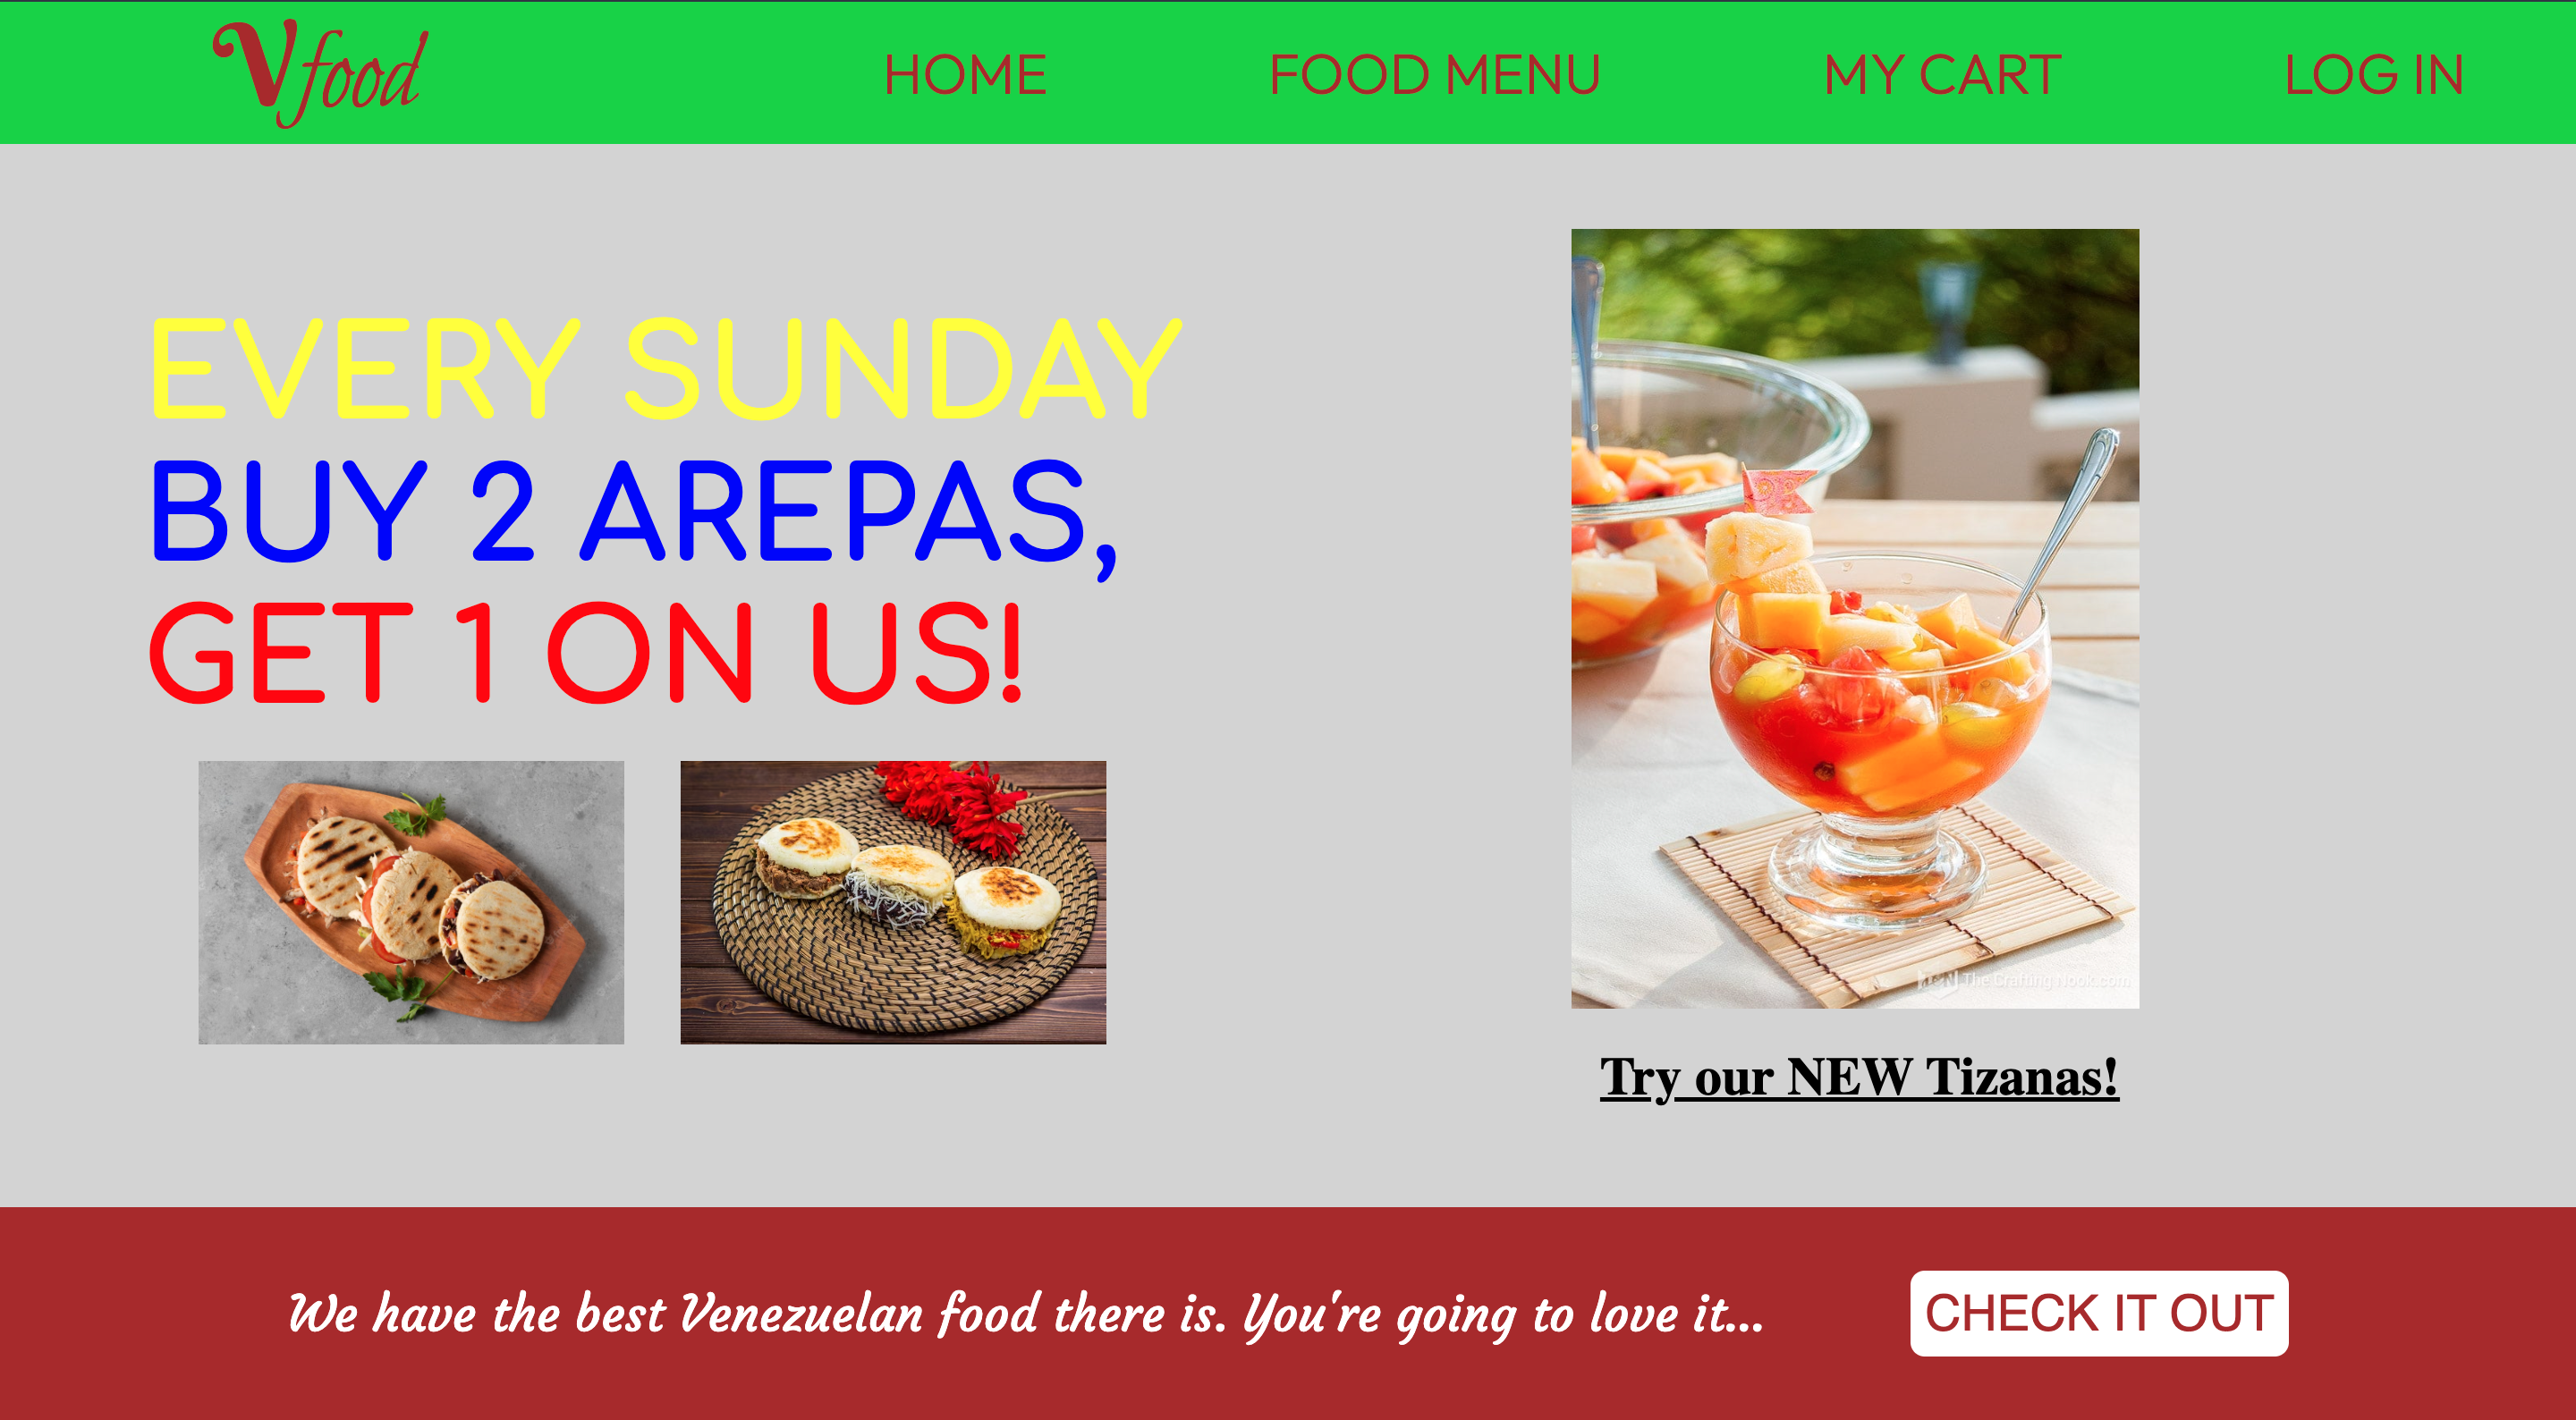 Vfood
HOME
FOOD MENU
MY CART
LOG IN
EVERY SUNDAY
BUY 2 AREPAS,
GET 1 ON US!
The Crafting Nook.com
Try our NEW Tizanas!
We have the best Venezuelan food there is. You're going to love it...
CHECK IT OUT